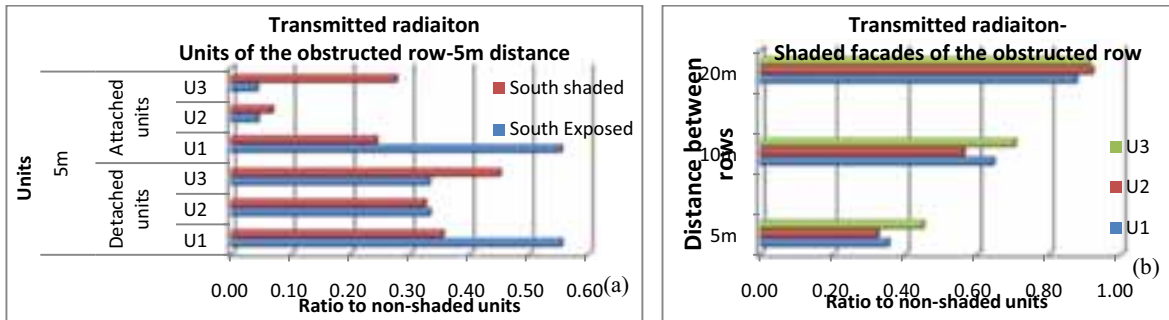 Transmitted radiaiton
Units of the obstructed row-5m distance
South shaded
South Exposed
Units
5m
Attached units
U3
U2
U1
Detached units
U3
U2
U1
0.00 0.10 0.20 0.30 0.40 0.50 0.60
Ratio to non-shaded units
(a)
Transmitted radiaiton-
Shaded facades of the obstructed row
Distance between rows
20m
10m
5m
U3
U2
U1
0.00 0.20 0.40 0.60 0.80 1.00
Ratio to non-shaded units
(b)